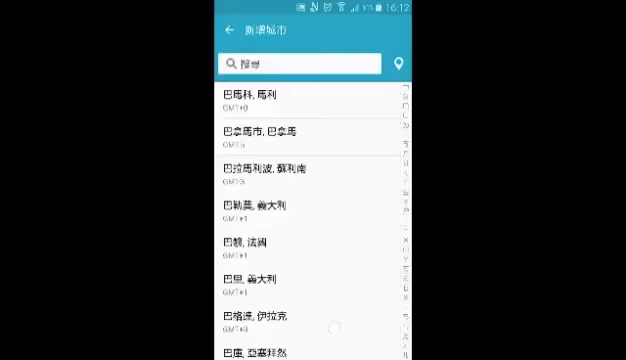 16:12
新增城市
搜尋
巴馬科, 馬利
GMT+0
巴拿馬市, 巴拿馬
GMT-5
巴拉馬利波, 蘇利南
GMT-3
巴勒莫, 義大利
GMT+1
巴黎, 法國
GMT+1
巴里, 義大利
GMT+1
巴格達, 伊拉克
GMT+3
巴庫, 亞塞拜然